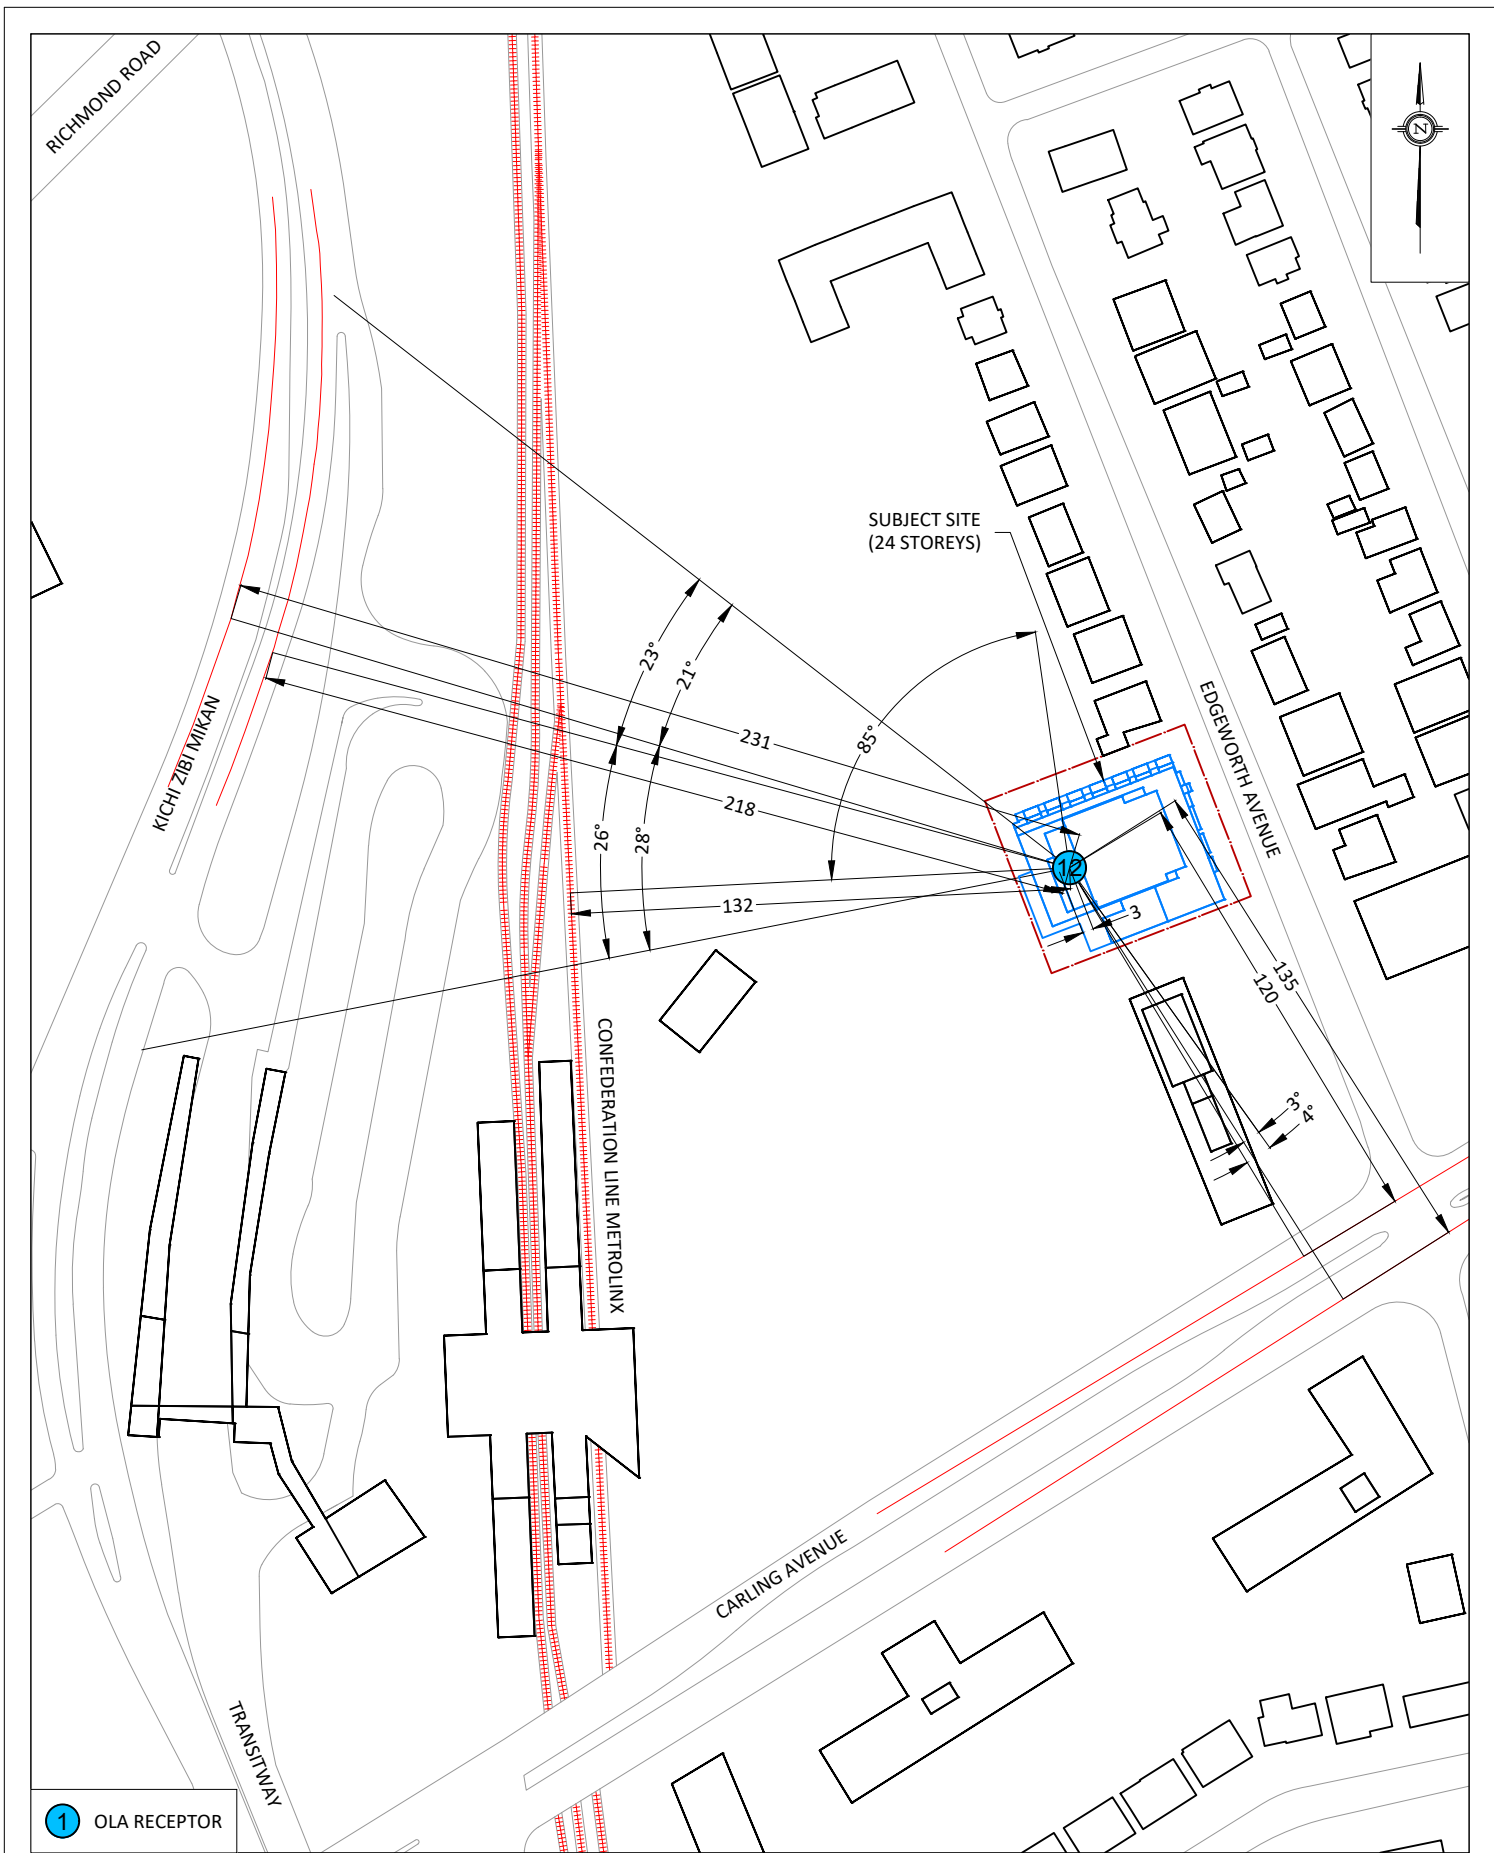 RICHMOND ROAD
N
SUBJECT SITE
(24 STOREYS)
23°
21°
85°
231
218
26°
28°
132
12
3
135
120
3°
4°
KICHI ZIBI MIKAN
EDGEWORTH AVENUE
CONFEDERATION LINE METROLINX
CARLING AVENUE
TRANSITWAY
1 OLA RECEPTOR